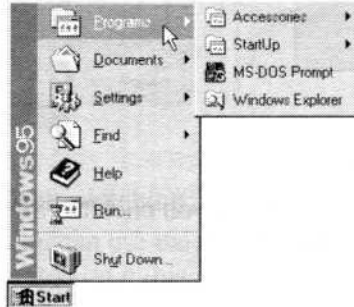 Programs
Documents
Settings
Find
Help
Run...
Shut Down...
Windows95
Start
Accessories
StartUp
MS-DOS Prompt
Windows Explorer